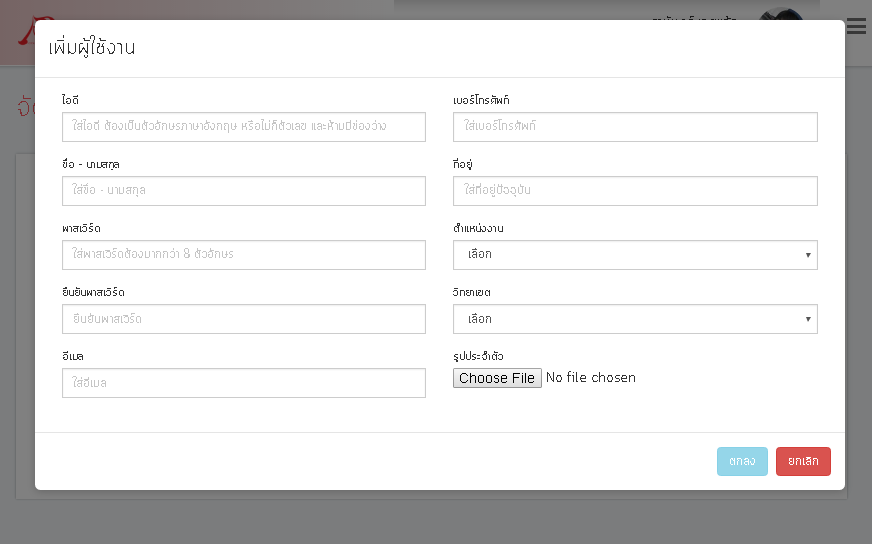 เพิ่มผู้ใช้งาน
ไอดี
ใส่ไอดี ต้องเป็นตัวอักษรภาษาอังกฤษ หรือไม่ก็ตัวเลข และห้ามมีช่องว่าง
ชื่อ - นามสกุล
ใส่ชื่อ - นามสกุล
พาสเวิร์ด
ใส่พาสเวิร์ดต้องมากกว่า 8 ตัวอักษร
ยืนยันพาสเวิร์ด
ยืนยันพาสเวิร์ด
อีเมล
ใส่อีเมล
เบอร์โทรศัพท์
ใส่เบอร์โทรศัพท์
ที่อยู่
ใส่ที่อยู่ปัจจุบัน
ตำแหน่งงาน
เลือก
วิทยาเขต
เลือก
รูปประจำตัว
Choose File No file chosen
ตกลง
ยกเลิก